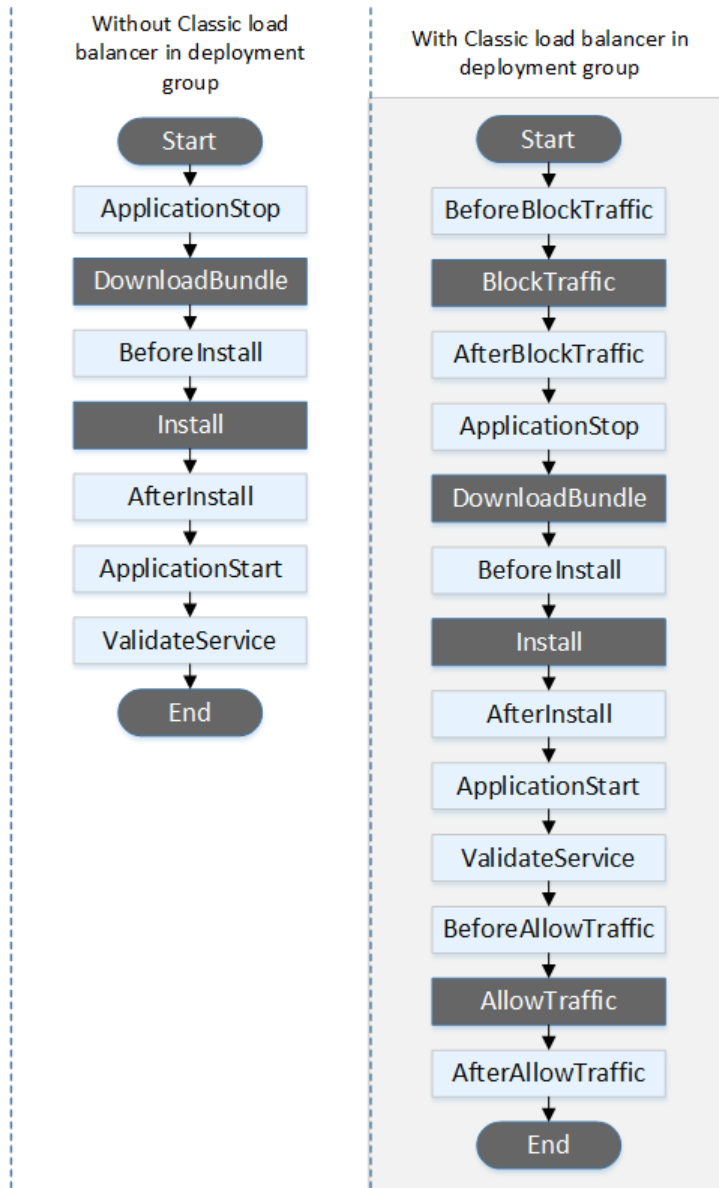 Without Classic load
balancer in deployment
group
Start
ApplicationStop
DownloadBundle
BeforeInstall
Install
AfterInstall
ApplicationStart
ValidateService
End
With Classic load balancer in
deployment group
Start
BeforeBlockTraffic
BlockTraffic
AfterBlockTraffic
ApplicationStop
DownloadBundle
BeforeInstall
Install
AfterInstall
ApplicationStart
ValidateService
BeforeAllowTraffic
AllowTraffic
AfterAllowTraffic
End